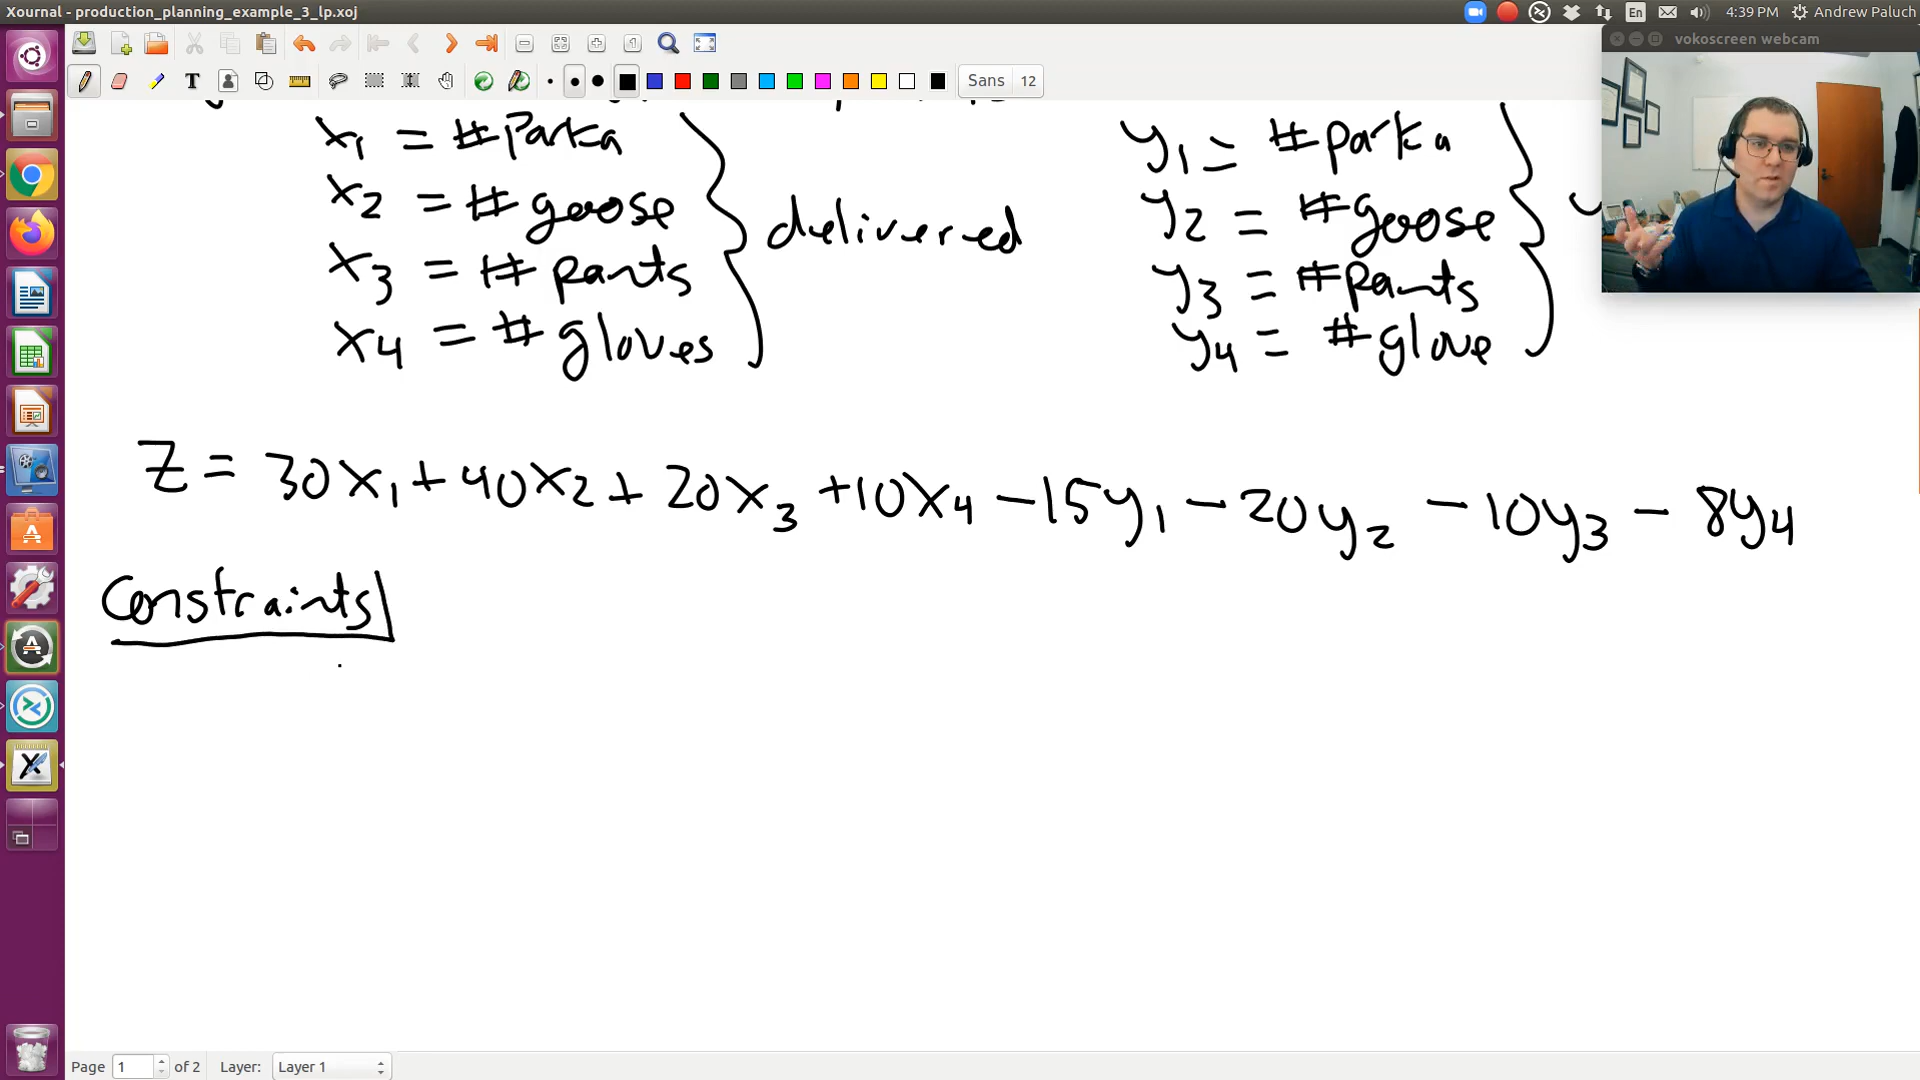 Xournal - production_planning_example_3_lp.xoj
En
4:39 PM
Andrew Paluch
vokoscreen webcam
T
Sans 12
x1 = #Parka
x2 = #goose
x3 = #pants
x4 = #gloves
delivered
y1 = #parka
y2 = #goose
y3 = #pants
y4 = #glove
Z = 30x1 + 40x2 + 20x3 + 10x4 - 15y1 - 20y2 - 10y3 - 8y4
Constraints
Page 1 of 2 Layer: Layer 1